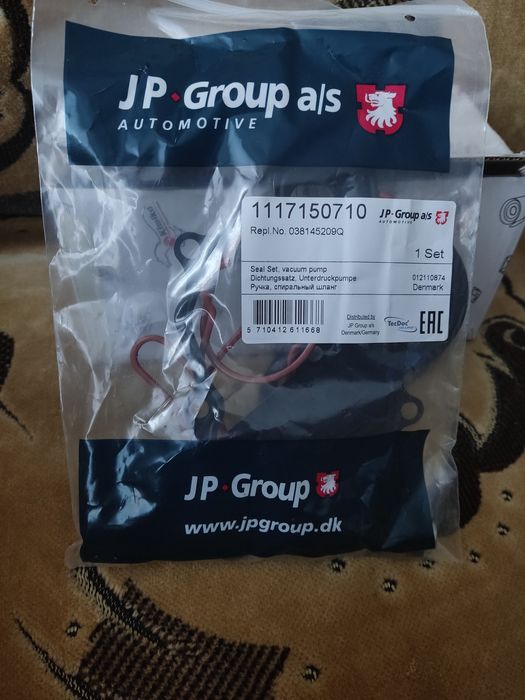 JP Group a/s
AUTOMOTIVE
1117150710 JP Group a/s
Repl.No. 038145209Q
1 Set
Seal Set, vacuum pump
Dichtungssatz, Unterdruckpumpe 012110874
Ручка, спиральный шланг Denmark
5 710412 611668
Distributed by
JP Group a/s
Denmark/Germany
TecDoc
EAC
JP Group
www.jpgroup.dk